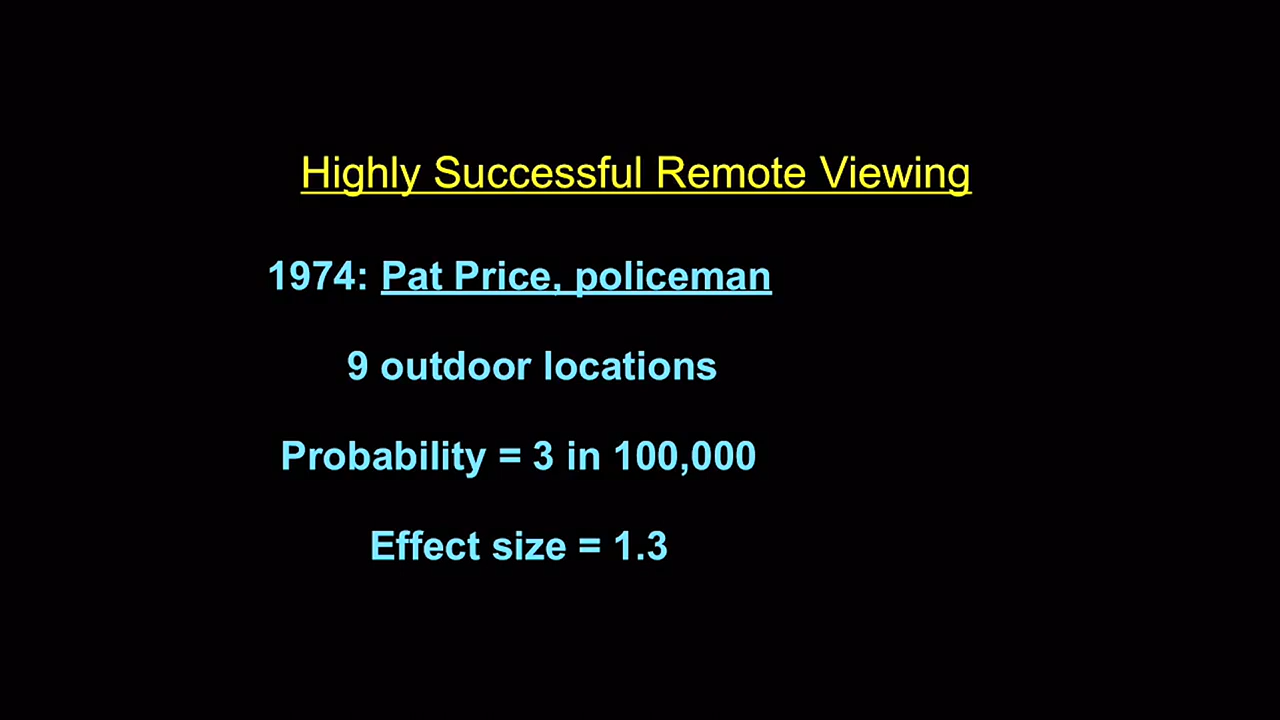 Highly Successful Remote Viewing
1974: Pat Price, policeman
9 outdoor locations
Probability = 3 in 100,000
Effect size = 1.3